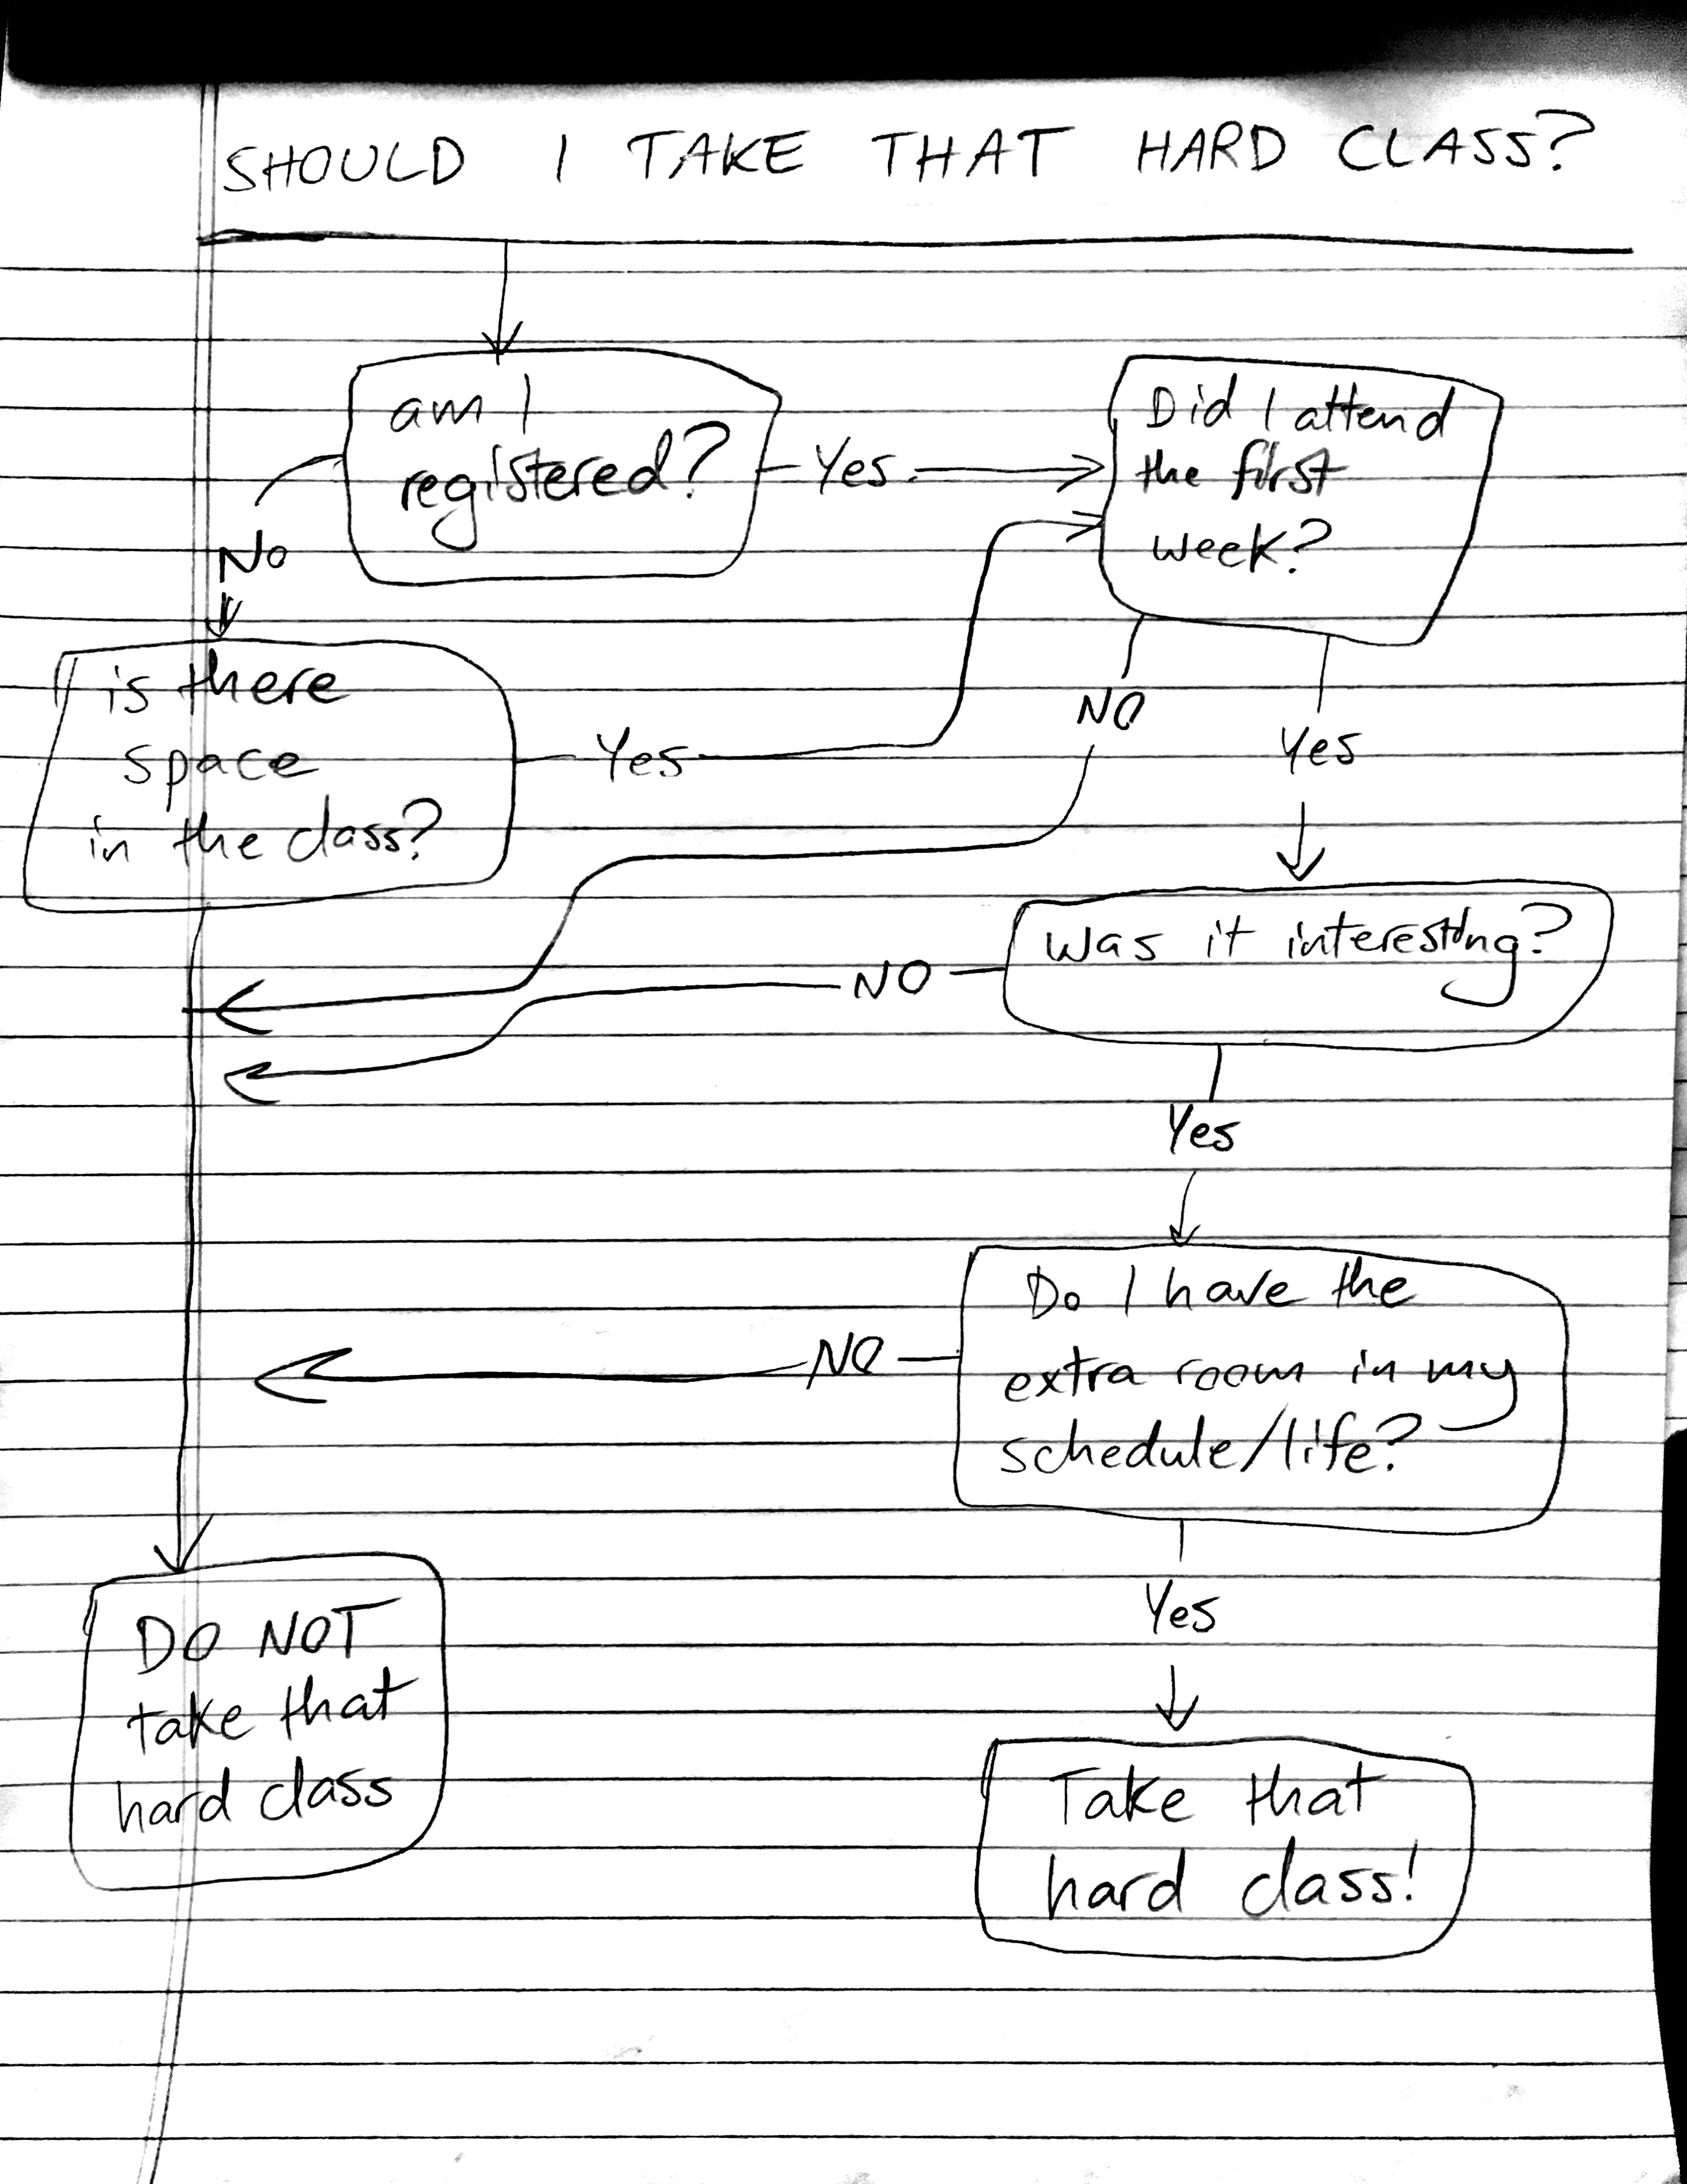 SHOULD I TAKE THAT HARD CLASS?
am I
registered?
Yes
Did I attend
the first
week?
No
is there
space
in the class?
Yes
NO
Yes
Was it interesting?
NO
Yes
Do I have the
extra room in my
schedule/life?
NO
Yes
DO NOT
take that
hard class
Take that
hard class!